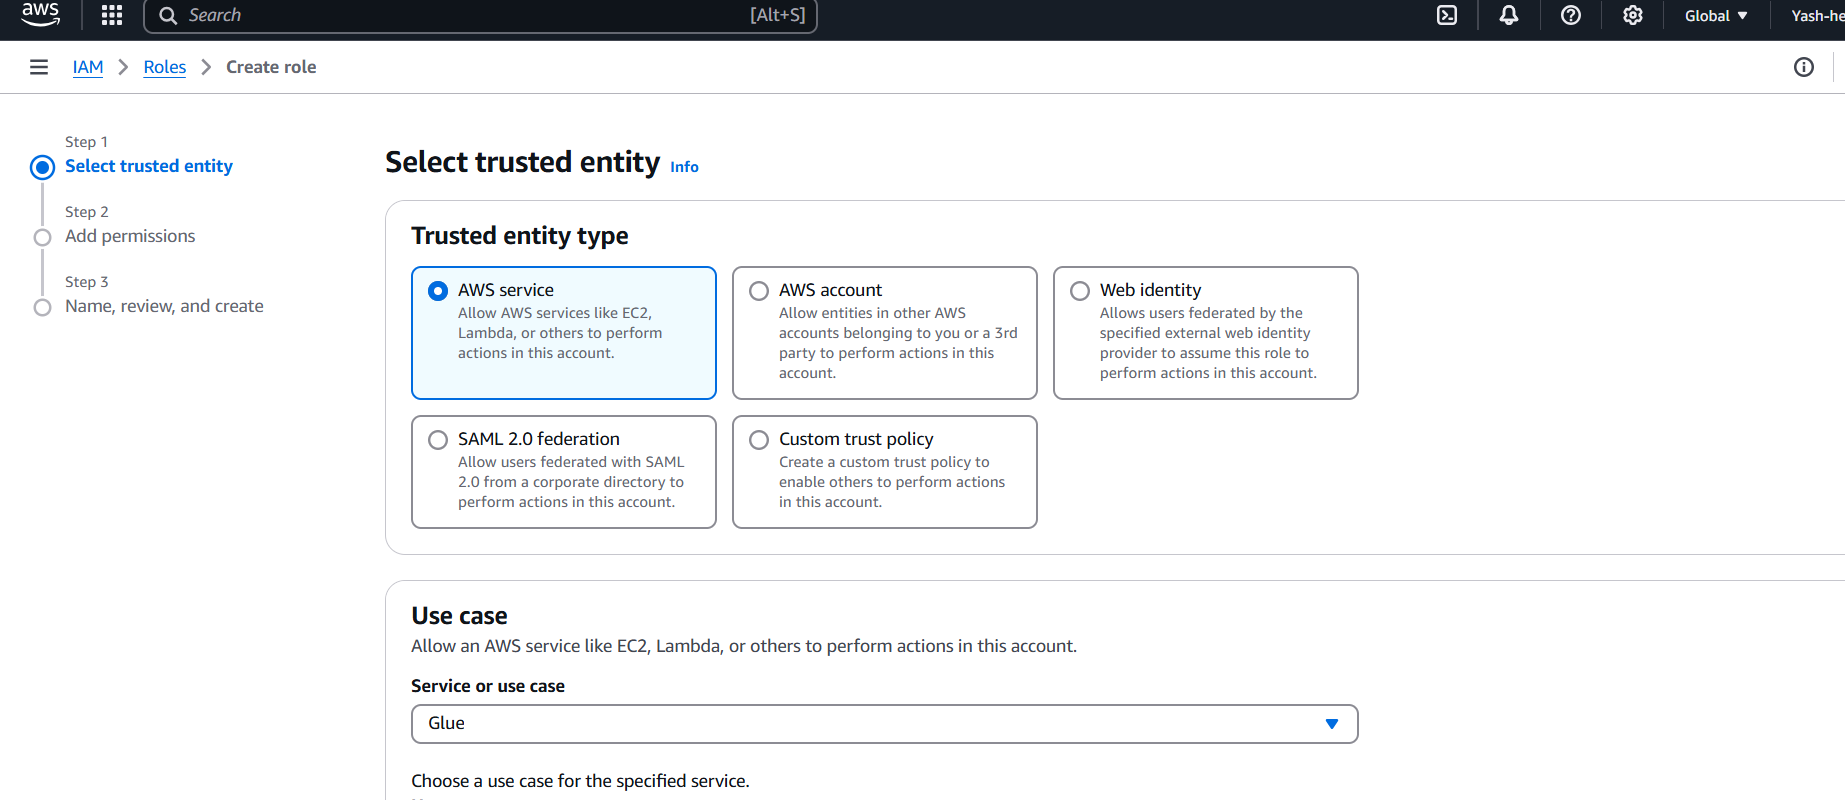 aws
Search
[Alt+S]
Global
Yash-he
IAM
Roles
Create role
Step 1
Select trusted entity
Step 2
Add permissions
Step 3
Name, review, and create
Select trusted entity Info
Trusted entity type
AWS service
Allow AWS services like EC2,
Lambda, or others to perform
actions in this account.
AWS account
Allow entities in other AWS
accounts belonging to you or a 3rd
party to perform actions in this
account.
Web identity
Allows users federated by the
specified external web identity
provider to assume this role to
perform actions in this account.
SAML 2.0 federation
Allow users federated with SAML
2.0 from a corporate directory to
perform actions in this account.
Custom trust policy
Create a custom trust policy to
enable others to perform actions
in this account.
Use case
Allow an AWS service like EC2, Lambda, or others to perform actions in this account.
Service or use case
Glue
Choose a use case for the specified service.